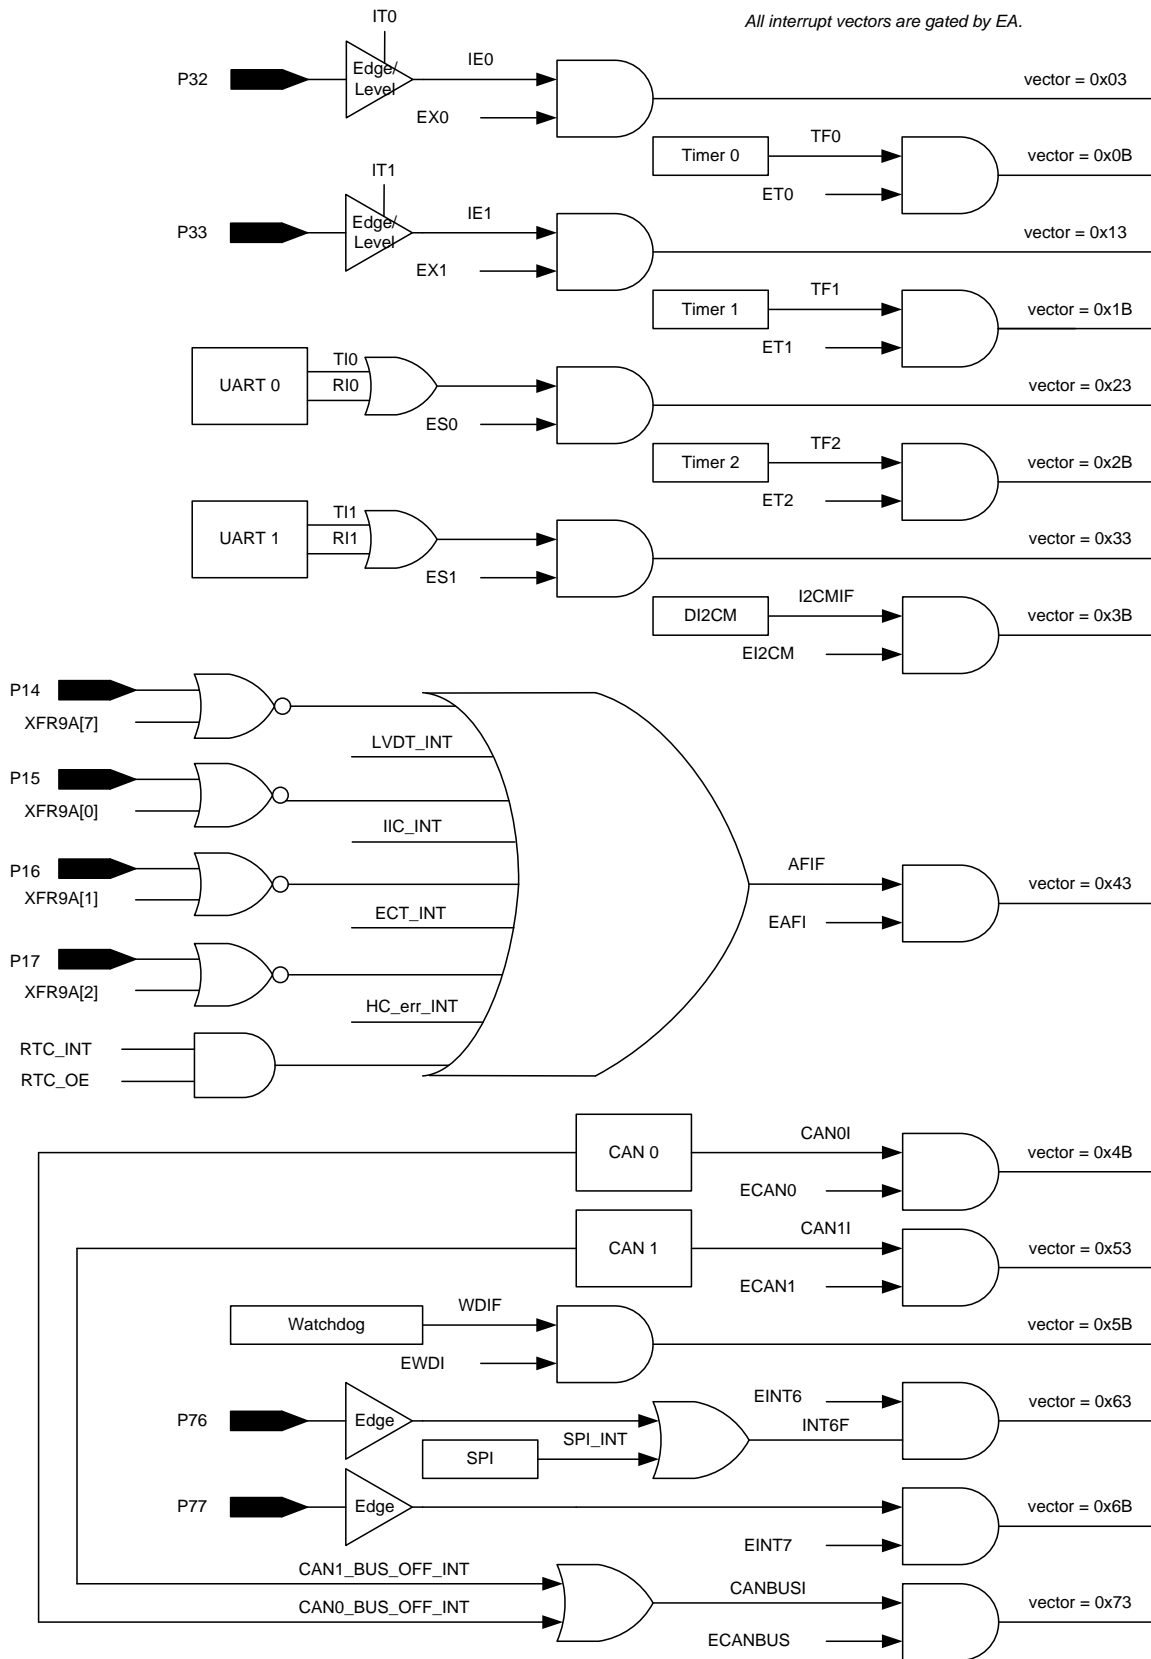 All interrupt vectors are gated by EA.
IT0
P32
Edge/
Level
IE0
EX0
vector = 0x03
Timer 0
TF0
ET0
vector = 0x0B
IT1
P33
Edge/
Level
IE1
EX1
vector = 0x13
Timer 1
TF1
ET1
vector = 0x1B
UART 0
TI0
RI0
ES0
vector = 0x23
Timer 2
TF2
ET2
vector = 0x2B
UART 1
TI1
RI1
ES1
vector = 0x33
DI2CM
I2CMIF
EI2CM
vector = 0x3B
P14
XFR9A[7]
LVDT_INT
P15
XFR9A[0]
IIC_INT
P16
XFR9A[1]
ECT_INT
P17
XFR9A[2]
HC_err_INT
RTC_INT
RTC_OE
AFIF
EAFI
vector = 0x43
CAN 0
CAN0I
ECAN0
vector = 0x4B
CAN 1
CAN1I
ECAN1
vector = 0x53
Watchdog
WDIF
EWDI
vector = 0x5B
P76
Edge
SPI
SPI_INT
EINT6
INT6F
vector = 0x63
P77
Edge
EINT7
vector = 0x6B
CAN1_BUS_OFF_INT
CAN0_BUS_OFF_INT
CANBUSI
ECANBUS
vector = 0x73